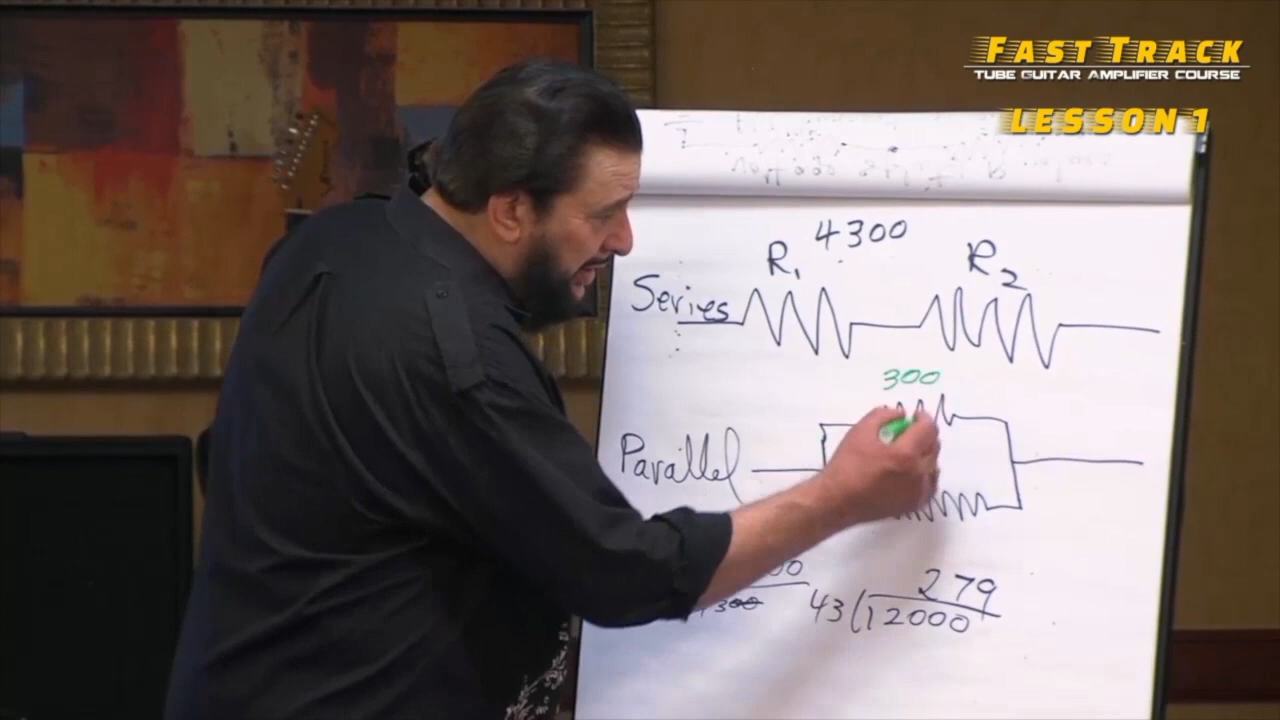 FAST TRACK
TUBE GUITAR AMPLIFIER COURSE
LESSON 1
4300
R1 R2
Series
300
Parallel
279
43 12000